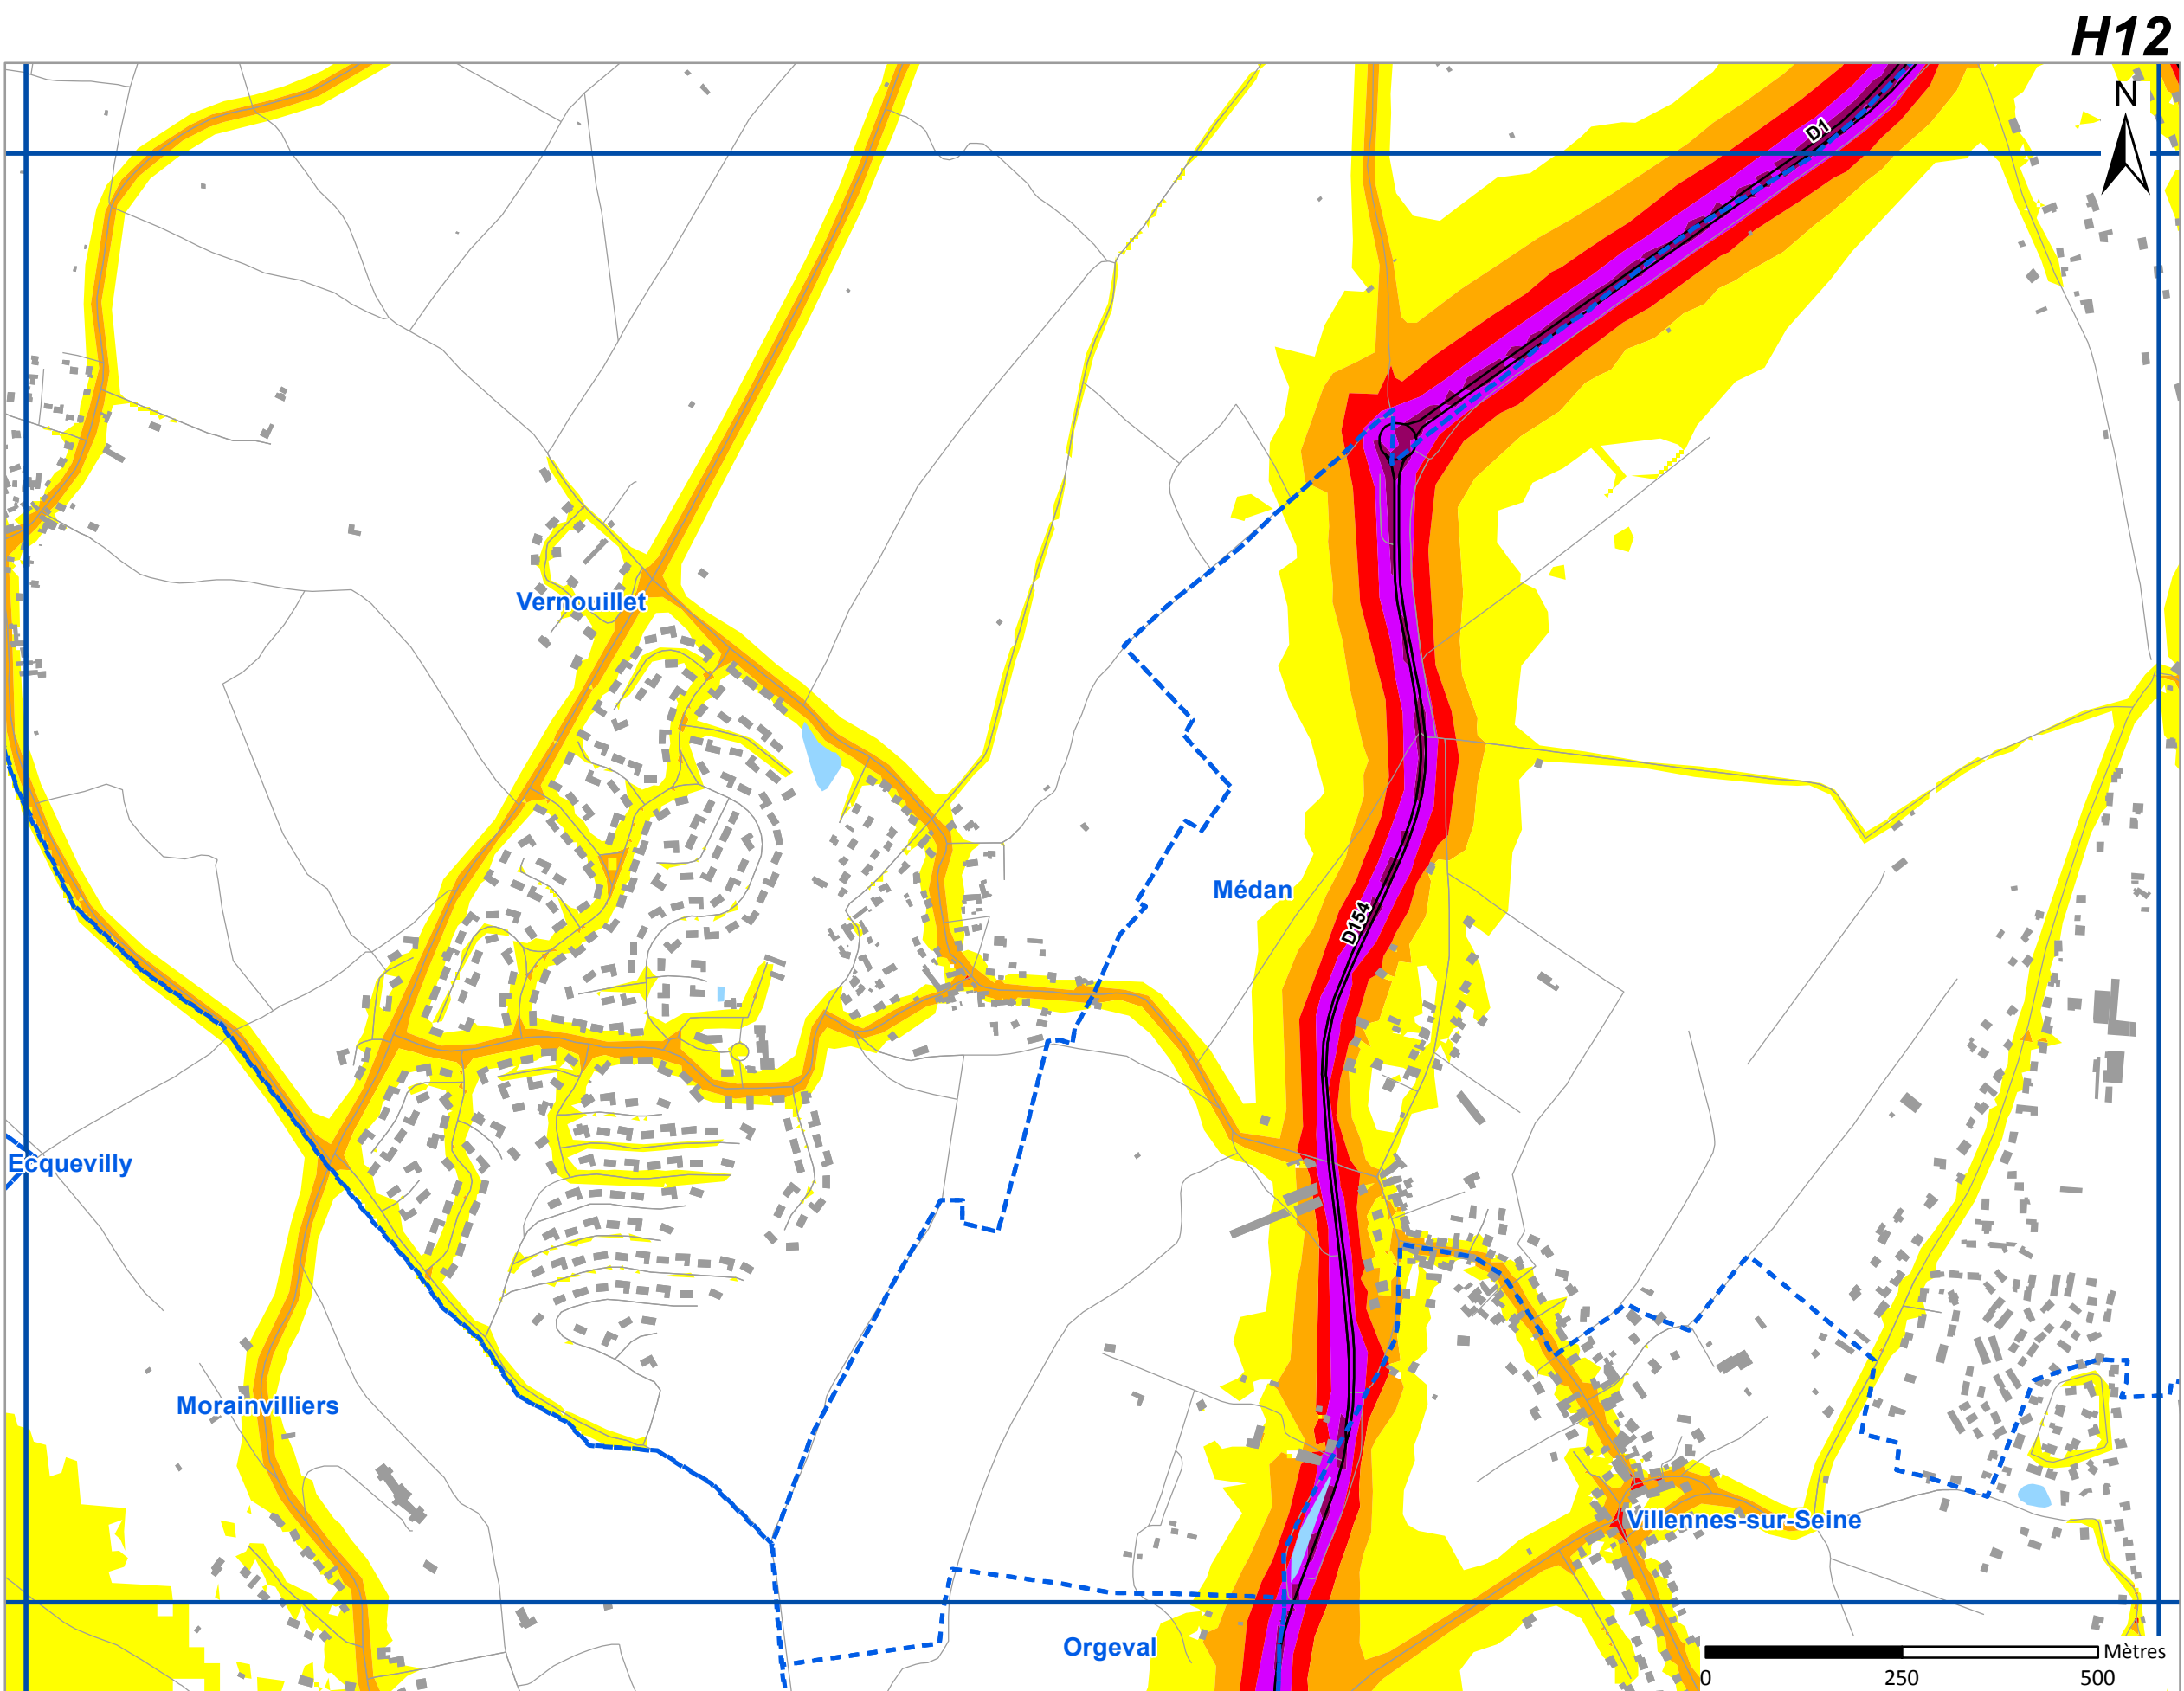 H12
N
D1
Vernouillet
Médan
D154
Ecquevilly
Morainvilliers
Villennes-sur-Seine
Orgeval
Mètres
0 250 500